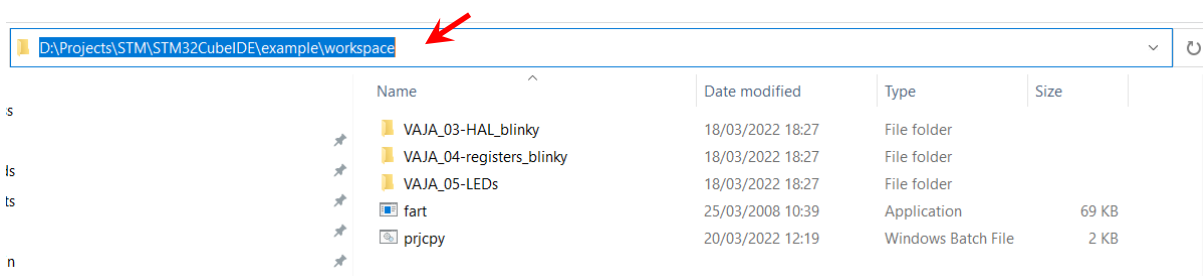 D:\Projects\STM\STM32CubeIDE\example\workspace
Name Date modified Type Size
VAJA_03-HAL_blinky 18/03/2022 18:27 File folder
VAJA_04-registers_blinky 18/03/2022 18:27 File folder
VAJA_05-LEDs 18/03/2022 18:27 File folder
fart 25/03/2008 10:39 Application 69 KB
prjcpy 20/03/2022 12:19 Windows Batch File 2 KB